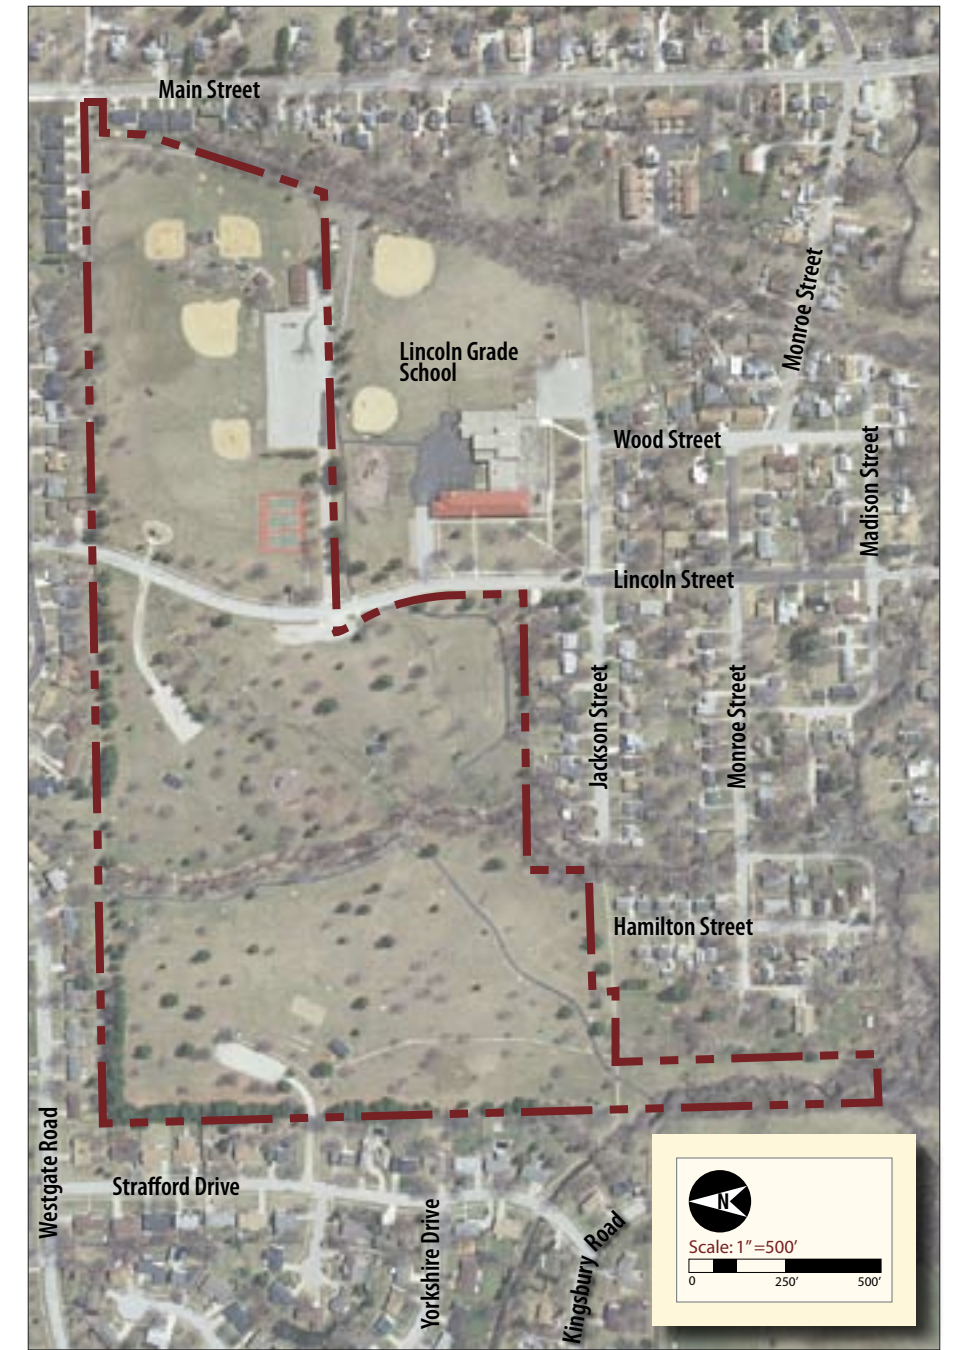 Main Street
Monroe Street
Lincoln Grade
School
Wood Street
Madison Street
Lincoln Street
Jackson Street
Monroe Street
Hamilton Street
Westgate Road
Strafford Drive
Yorkshire Drive
Kingsbury Road
N
Scale: 1”=500’
0 250’ 500’